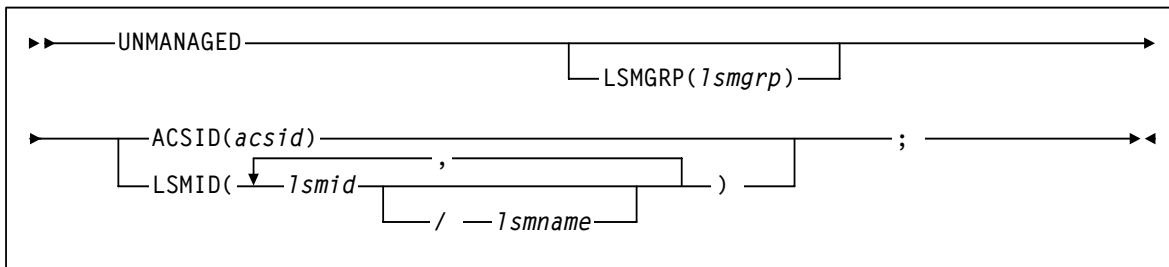 UNMANAGED
LSMGRP(lsmgrp)
ACSID(acsid) ;
,
LSMID( lsmid )
/ lsmname